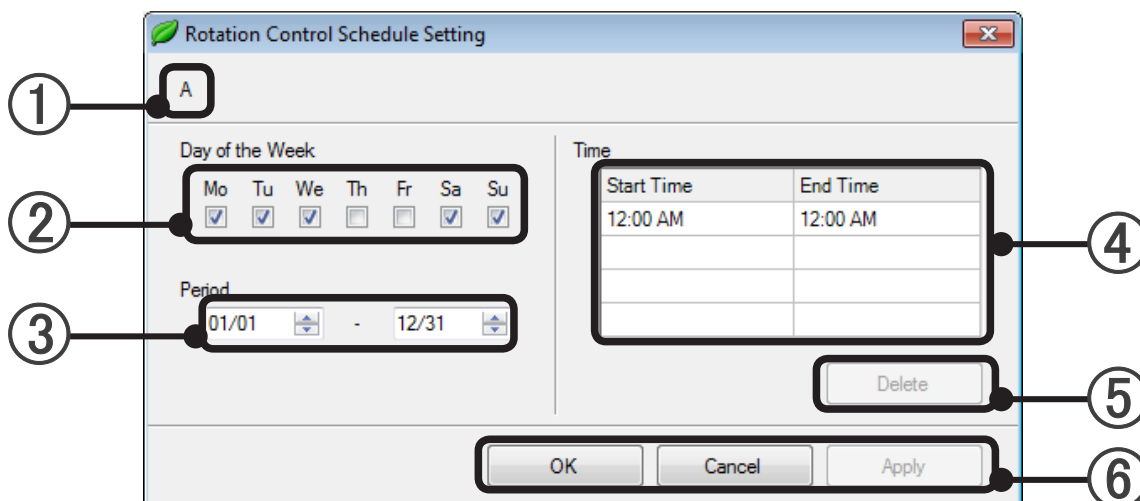 Rotation Control Schedule Setting
① A
Day of the Week
② Mo Tu We Th Fr Sa Su
Period
③ 01/01 - 12/31
Time
Start Time End Time
12:00 AM 12:00 AM
④
Delete ⑤
OK Cancel Apply ⑥